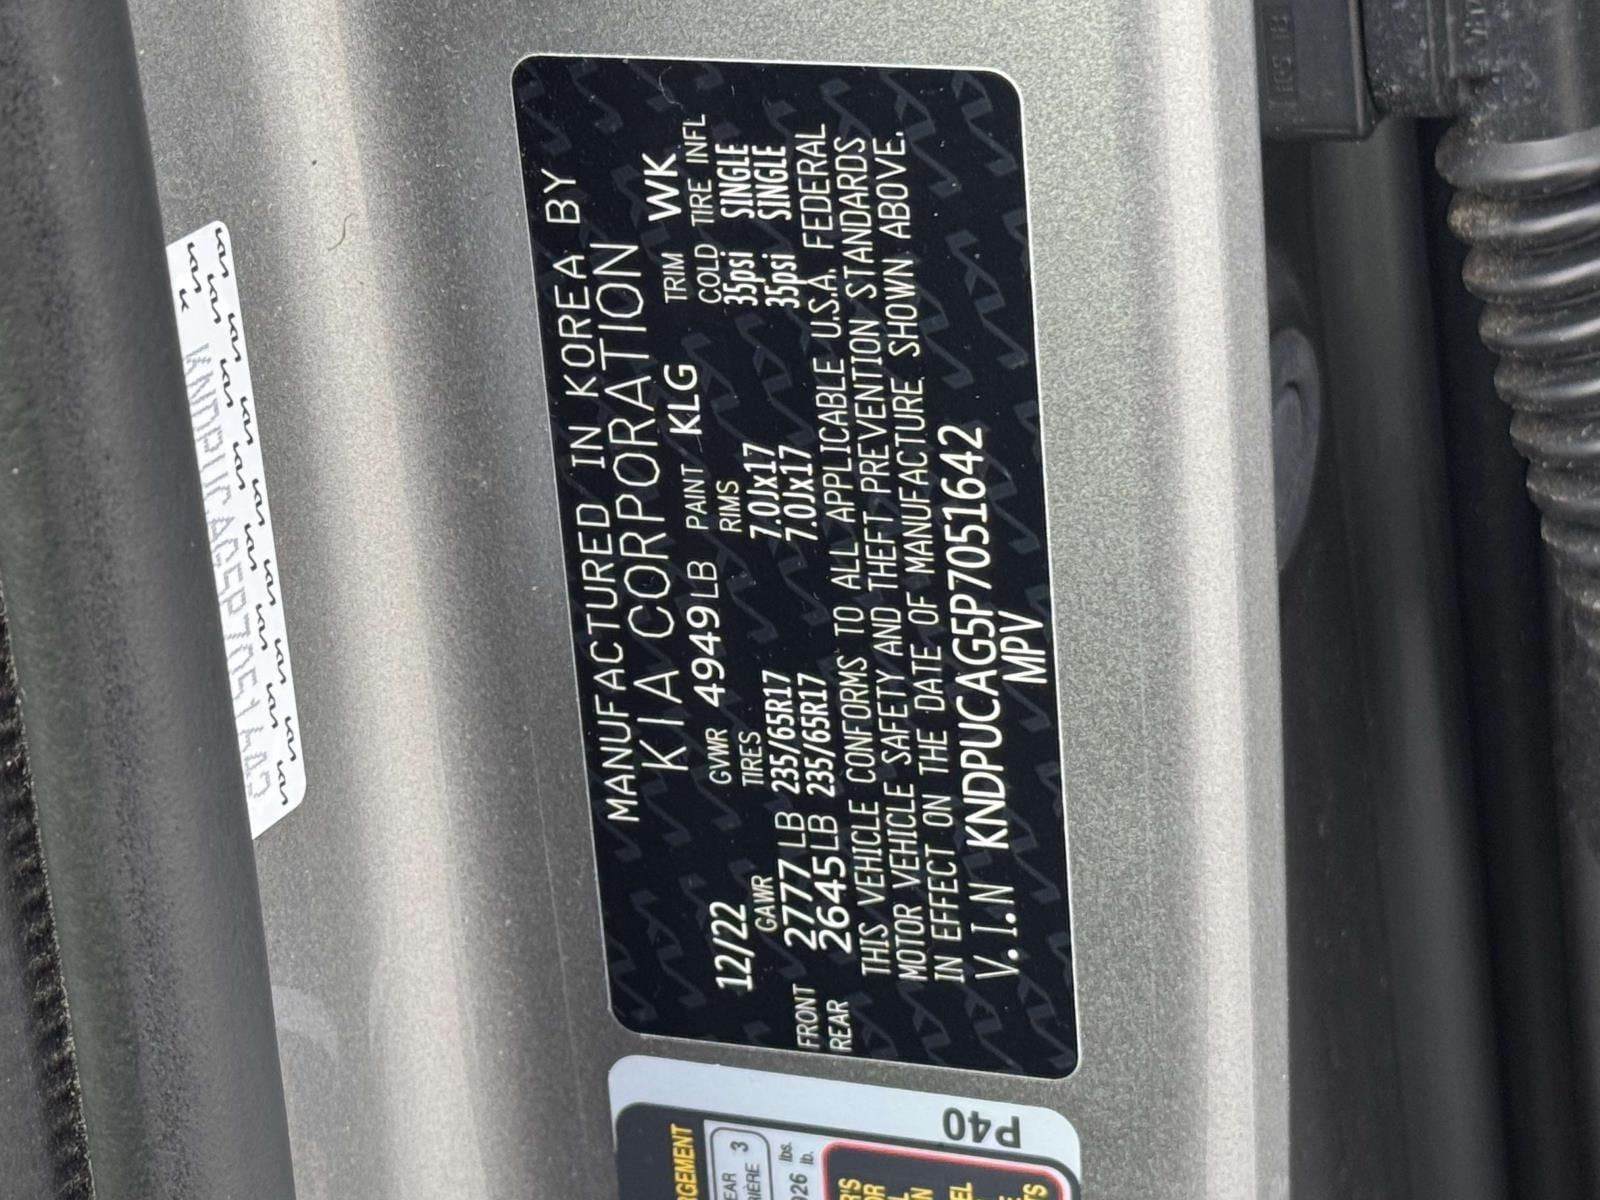 MANUFACTURED IN KOREA BY
KIA CORPORATION
12/22 GVWR 4949LB PAINT KLG TRIM WK
GAWR TIRES RIMS COLD TIRE INFL
FRONT 2777LB 235/65R17 7.0Jx17 35psi SINGLE
REAR 2645LB 235/65R17 7.0Jx17 35psi SINGLE
THIS VEHICLE CONFORMS TO ALL APPLICABLE U.S.A. FEDERAL
MOTOR VEHICLE SAFETY AND THEFT PREVENTION STANDARDS
IN EFFECT ON THE DATE OF MANUFACTURE SHOWN ABOVE.
V.I.N KNDPUCAG5P7051642
MPV
P40
3
lbs.
lb.